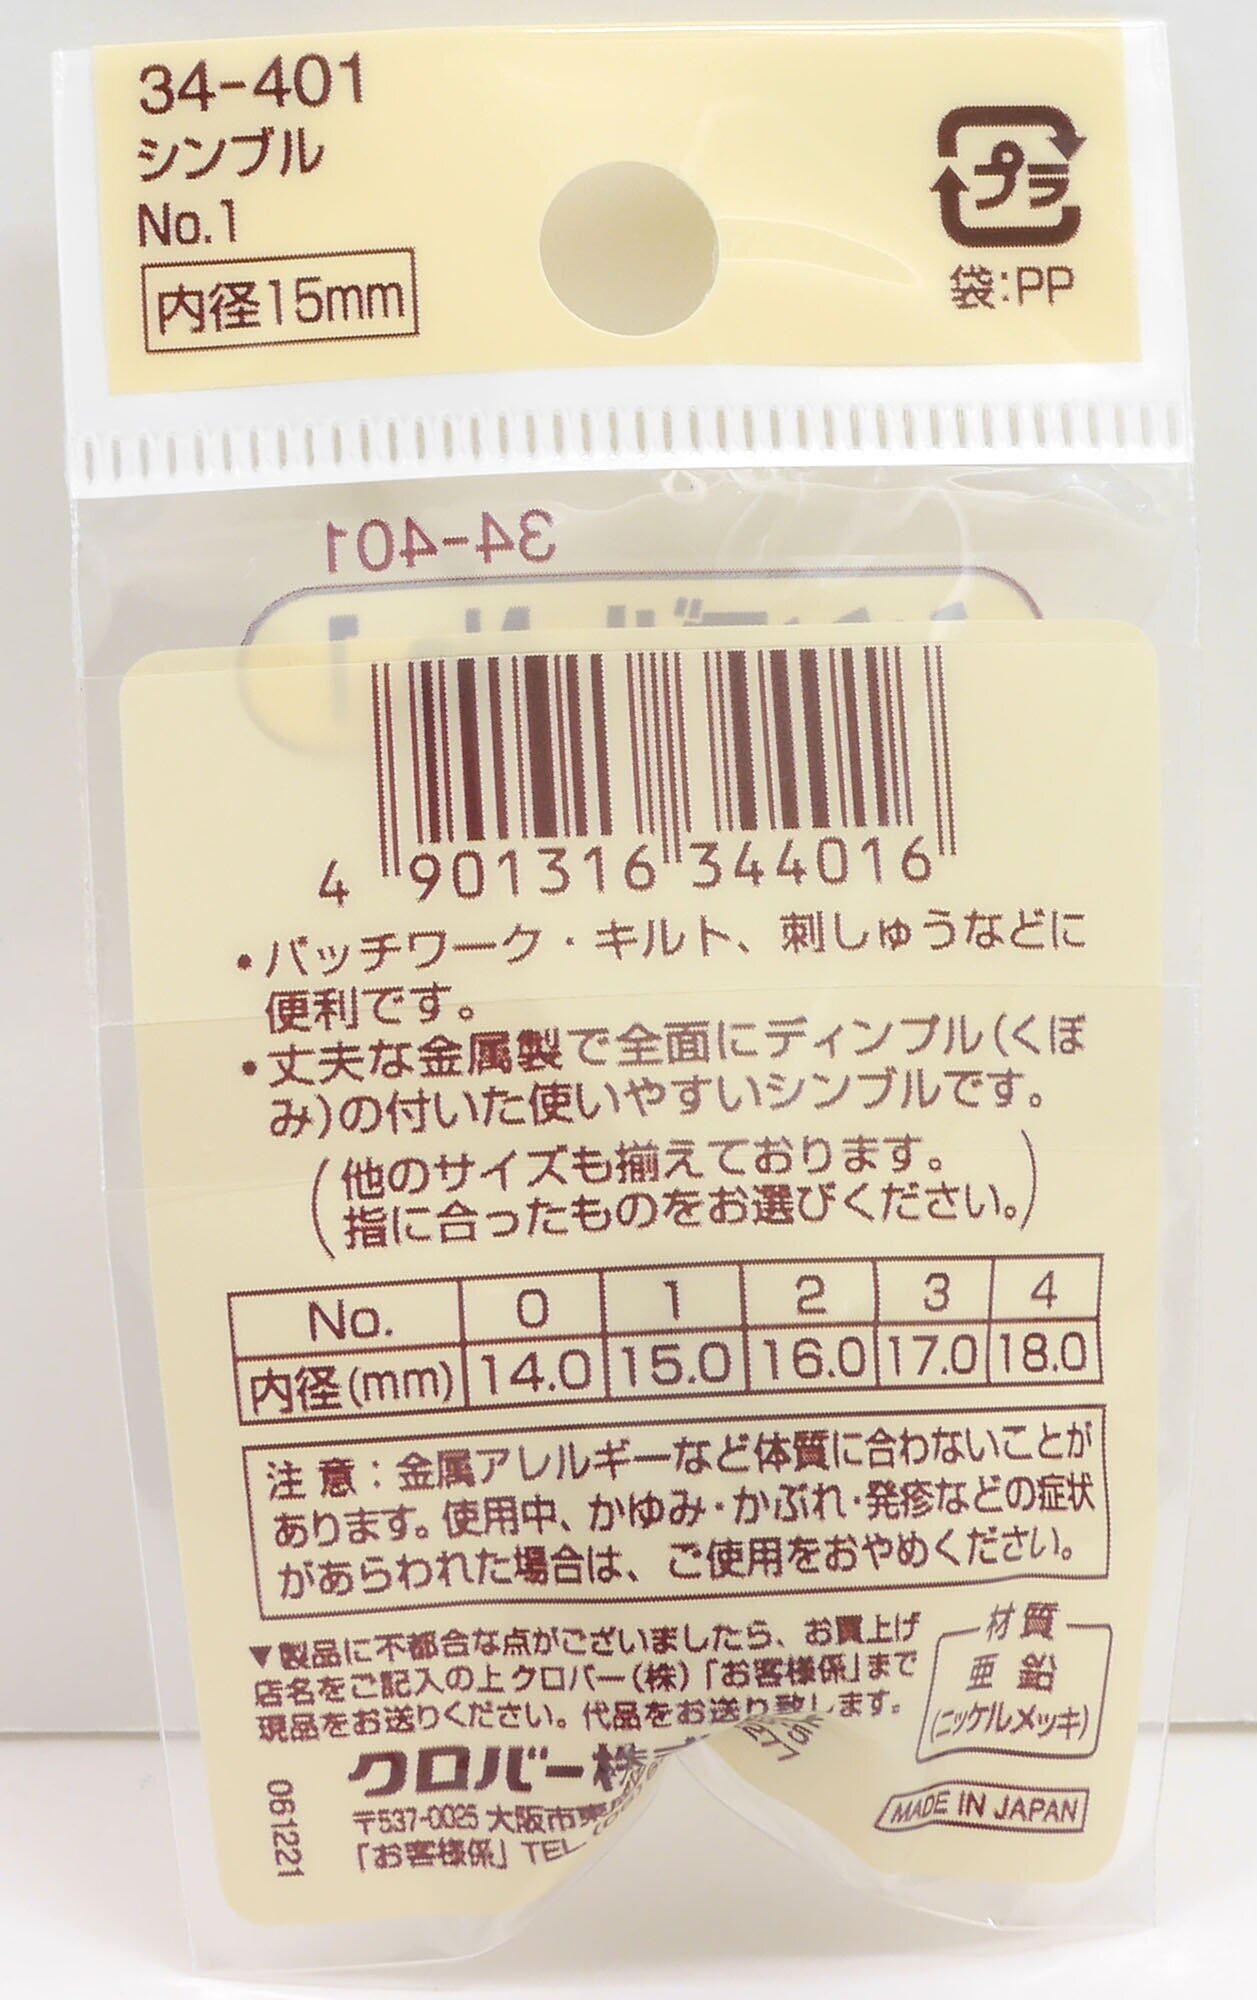 34-401
シンブル
No.1
内径15mm
プラ
袋:PP
34-401
4 901316 344016
・パッチワーク・キルト、刺しゅうなどに
便利です。
・丈夫な金属製で全面にディンプル(くぼ
み)の付いた使いやすいシンブルです。
(他のサイズも揃えております。
指に合ったものをお選びください。)
No. 0 1 2 3 4
内径(mm) 14.0 15.0 16.0 17.0 18.0
注意:金属アレルギーなど体質に合わないことが
あります。使用中、かゆみ・かぶれ・発疹などの症状
があらわれた場合は、ご使用をおやめください。
▼製品に不都合な点がございましたら、お買上げ
店名をご記入の上クロバー(株)「お客様係」まで
現品をお送りください。代品をお送り致します。
材質
亜鉛
(ニッケルメッキ)
クロバー株
〒537-0025 大阪市東
「お客様係」TEL.
MADE IN JAPAN
061221